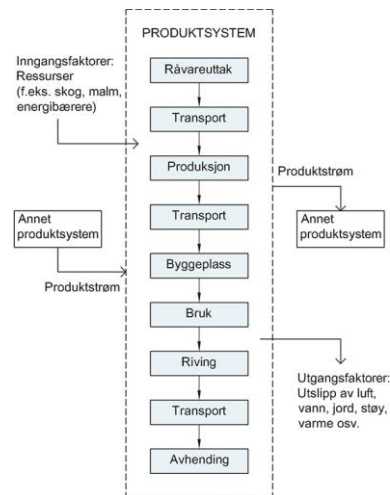 PRODUKTSYSTEM
Inngangsfaktorer:
Ressurser
(f.eks. skog, malm,
energibærere)
Råvareuttak
Transport
Produksjon
Produktstrøm
Transport
Annet
produktsystem
Annet
produktsystem
Byggeplass
Produktstrøm
Bruk
Riving
Utgangsfaktorer:
Utslipp av luft,
vann, jord, støy,
varme osv.
Transport
Avhending